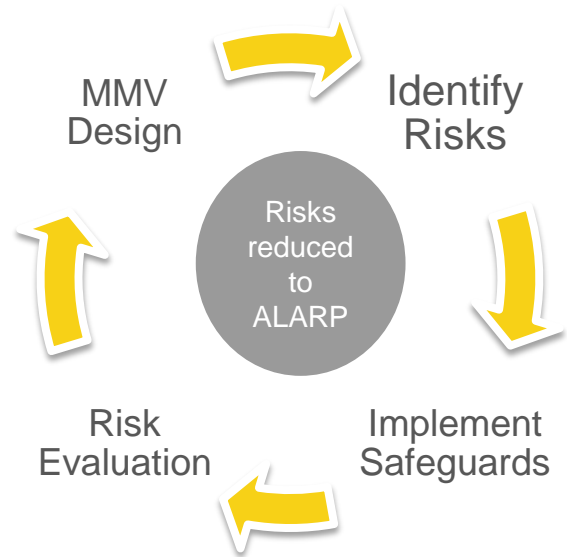 MMV
Design
Identify
Risks
Risks
reduced
to
ALARP
Risk
Evaluation
Implement
Safeguards